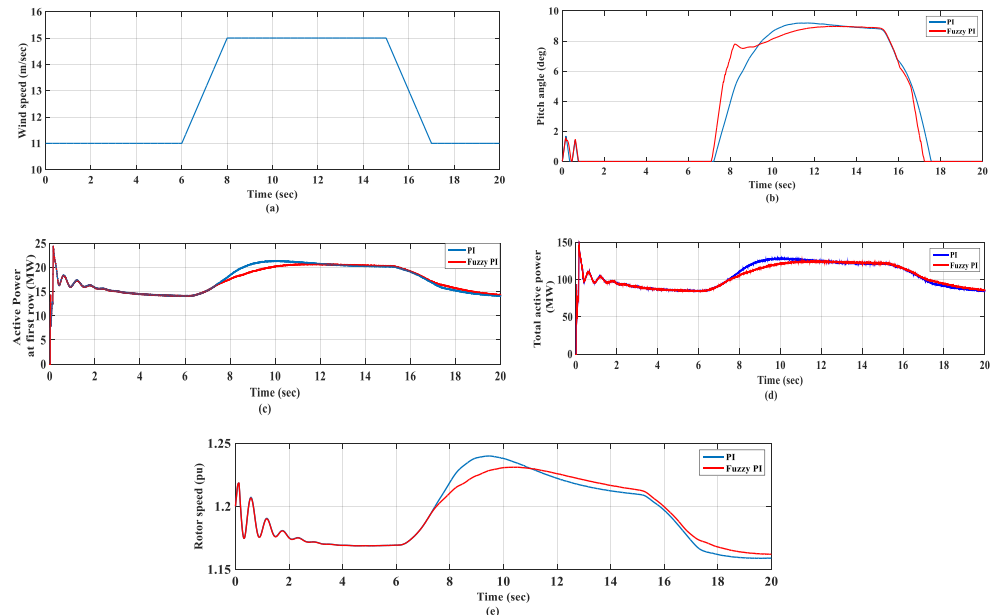 16
15
14
13
12
11
10
0 2 4 6 8 10 12 14 16 18 20
Wind speed (m/sec)
Time (sec)
(a)
10
8
6
4
2
0
0 2 4 6 8 10 12 14 16 18 20
Pitch angle (deg)
PI
Fuzzy PI
Time (sec)
(b)
25
20
15
10
5
0
0 2 4 6 8 10 12 14 16 18 20
Active Power
at first row (MW)
PI
Fuzzy PI
Time (sec)
(c)
150
100
50
0
0 2 4 6 8 10 12 14 16 18 20
Total active power
(MW)
PI
Fuzzy PI
Time (sec)
(d)
1.25
1.2
1.15
0 2 4 6 8 10 12 14 16 18 20
Rotor speed (pu)
PI
Fuzzy PI
Time (sec)
(e)